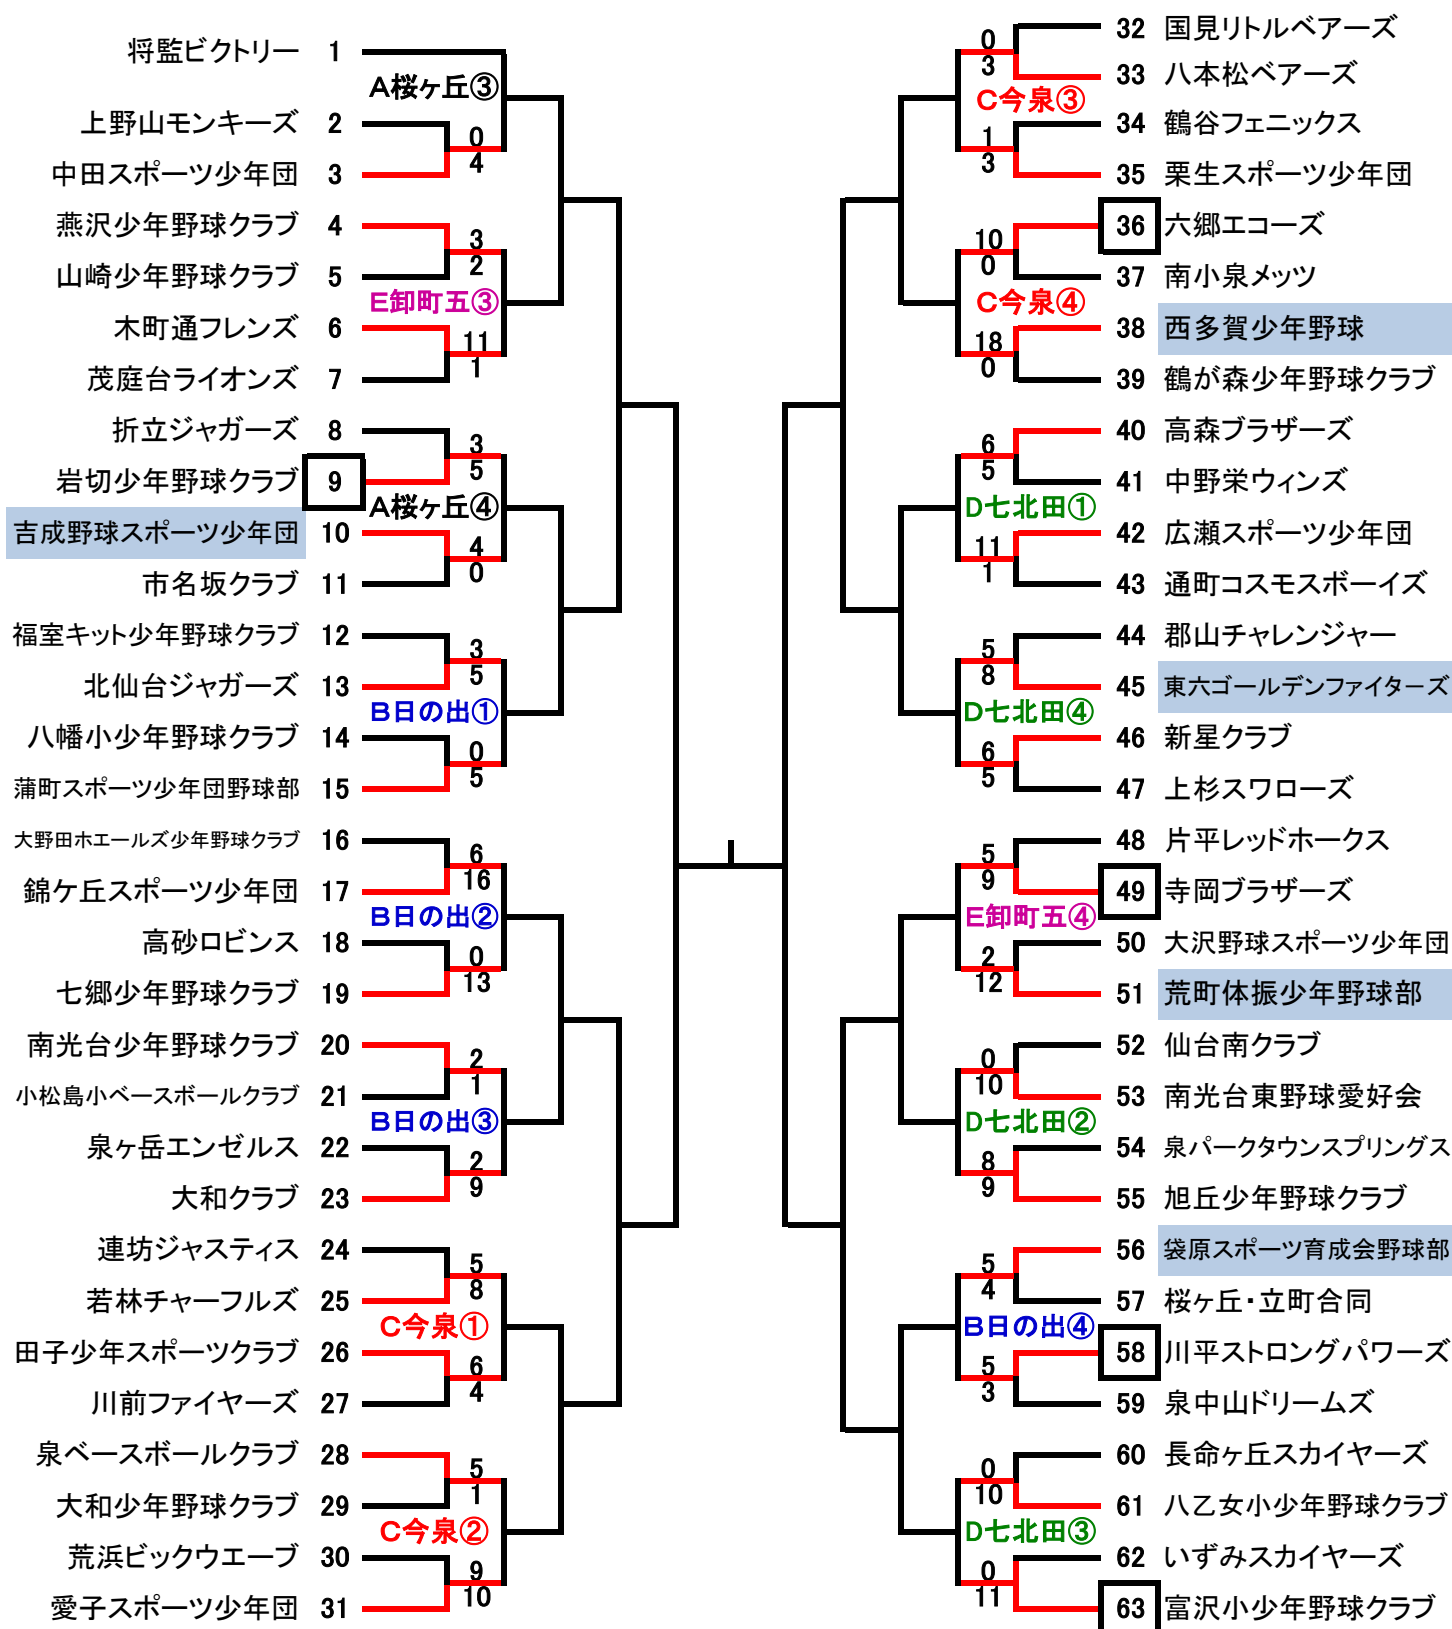 将監ビクトリー 1
A桜ヶ丘③
上野山モンキーズ 2
0
4
中田スポーツ少年団 3
燕沢少年野球クラブ 4
3
2
山崎少年野球クラブ 5
E卸町五③
木町通フレンズ 6
11
1
茂庭台ライオンズ 7
折立ジャガーズ 8
3
5
岩切少年野球クラブ 9
A桜ヶ丘④
吉成野球スポーツ少年団 10
4
0
市名坂クラブ 11
福室キット少年野球クラブ 12
3
5
北仙台ジャガーズ 13
B日の出①
八幡小少年野球クラブ 14
0
5
蒲町スポーツ少年団野球部 15
大野田ホエールズ少年野球クラブ 16
6
16
錦ケ丘スポーツ少年団 17
B日の出②
高砂ロビンス 18
0
13
七郷少年野球クラブ 19
南光台少年野球クラブ 20
2
1
小松島小ベースボールクラブ 21
B日の出③
泉ヶ岳エンゼルス 22
2
9
大和クラブ 23
連坊ジャスティス 24
5
8
若林チャーフルズ 25
C今泉①
田子少年スポーツクラブ 26
6
4
川前ファイヤーズ 27
泉ベースボールクラブ 28
5
1
大和少年野球クラブ 29
C今泉②
荒浜ビックウエーブ 30
9
10
愛子スポーツ少年団 31
32 国見リトルベアーズ
0
3
33 八本松ベアーズ
C今泉③
34 鶴谷フェニックス
1
3
35 栗生スポーツ少年団
36 六郷エコーズ
10
0
37 南小泉メッツ
C今泉④
38 西多賀少年野球
18
0
39 鶴が森少年野球クラブ
40 高森ブラザーズ
6
5
41 中野栄ウィンズ
D七北田①
42 広瀬スポーツ少年団
11
1
43 通町コスモスボーイズ
44 郡山チャレンジャー
5
8
45 東六ゴールデンファイターズ
D七北田④
46 新星クラブ
6
5
47 上杉スワローズ
48 片平レッドホークス
5
9
49 寺岡ブラザーズ
E卸町五④
50 大沢野球スポーツ少年団
2
12
51 荒町体振少年野球部
52 仙台南クラブ
0
10
53 南光台東野球愛好会
D七北田②
54 泉パークタウンスプリングス
8
9
55 旭丘少年野球クラブ
56 袋原スポーツ育成会野球部
5
4
57 桜ヶ丘・立町合同
B日の出④
58 川平ストロングパワーズ
5
3
59 泉中山ドリームズ
60 長命ヶ丘スカイヤーズ
0
10
61 八乙女小少年野球クラブ
D七北田③
62 いずみスカイヤーズ
0
11
63 富沢小少年野球クラブ